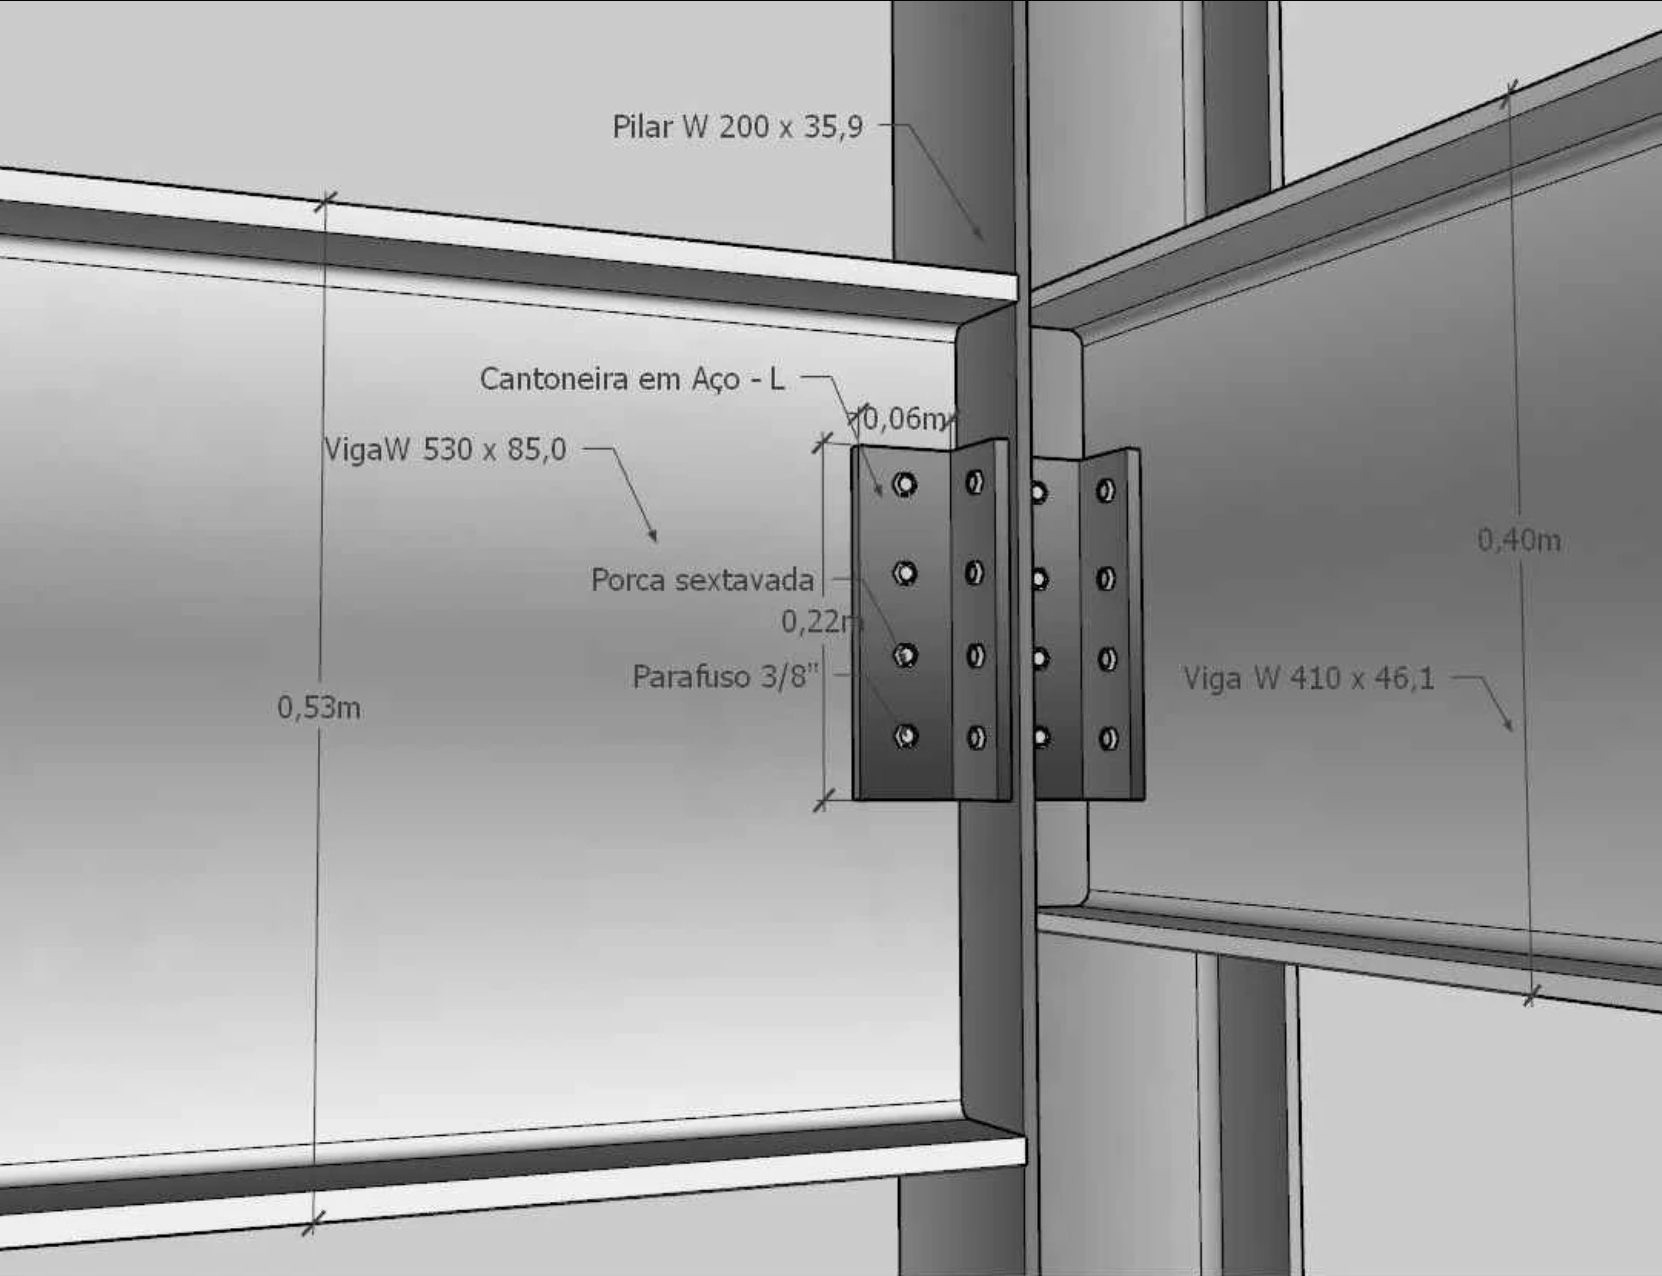 Pilar W 200 x 35,9
Cantoneira em Aço - L
0,06m
VigaW 530 x 85,0
0,40m
Porca sextavada
0,22m
Parafuso 3/8"
Viga W 410 x 46,1
0,53m